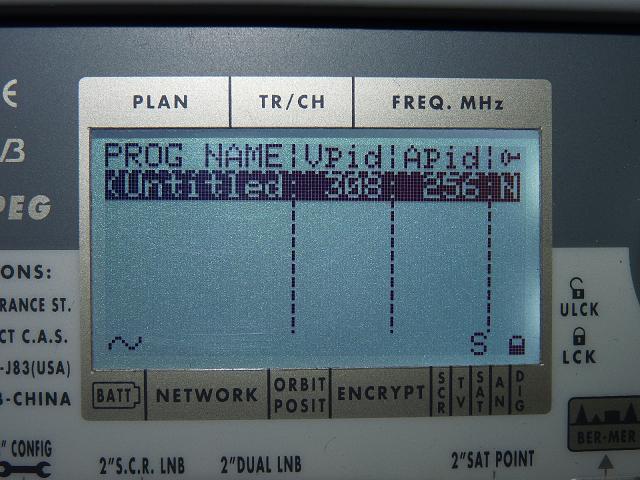 PLAN TR/CH FREQ. MHz
PROG NAME Vpid APid
(Untitled 308 256 N
S
BATT NETWORK ORBIT POSIT ENCRYPT SCR TV SAT AN DIG
PEG
ONS:
RANCE ST.
CT C.A.S.
-J83(USA)
-CHINA
" CONFIG
2"S.C.R. LNB 2"DUAL LNB 2"SAT POINT
ULCK
LCK
BER-MER